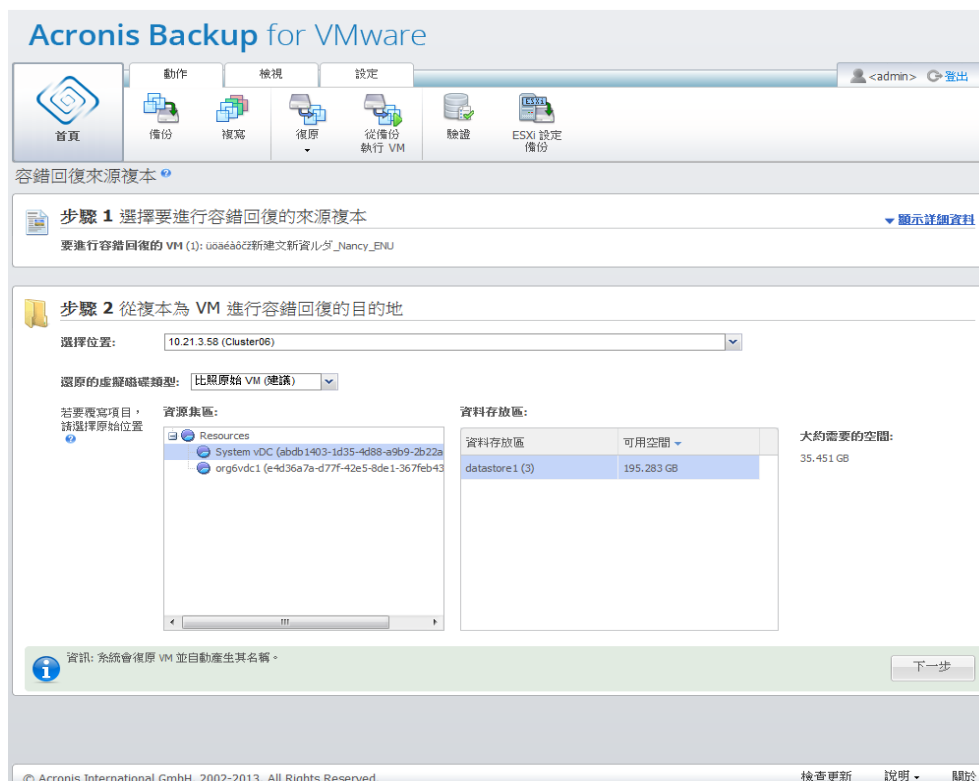 Acronis Backup for VMware
動作
檢視
設定
<admin>
登出
首頁
備份
複寫
復原
從備份
執行 VM
驗證
ESXi 設定
備份
容錯回復來源複本
步驟 1 選擇要進行容錯回復的來源複本
顯示詳細資料
要進行容錯回復的 VM (1): üöäéàôčž新建文新資ルダ_Nancy_ENU
步驟 2 從複本為 VM 進行容錯回復的目的地
選擇位置:
10.21.3.58 (Cluster06)
還原的虛擬磁碟類型:
比照原始 VM (建議)
若要覆寫項目，
請選擇原始位置
資源集區:
Resources
System vDC (abdb1403-1d35-4d88-a9b9-2b22a
org6vdc1 (e4d36a7a-d77f-42e5-8de1-367feb43
資料存放區:
資料存放區
可用空間
datastore1 (3)
195.283 GB
大約需要的空間:
35.451 GB
資訊: 系統會復原 VM 並自動產生其名稱。
下一步
© Acronis International GmbH, 2002-2013. All Rights Reserved.
檢查更新
說明
關於